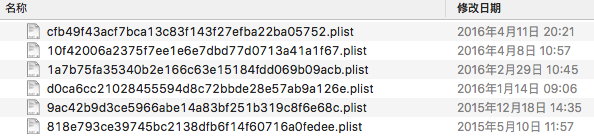 名称 修改日期
cfb49f43acf7bca13c83f143f27efba22ba05752.plist 2016年4月11日 20:21
10f42006a2375f7ee1e6e7dbd77d0713a41a1f67.plist 2016年4月8日 10:57
1a7b75fa35340b2e166c63e15184fdd069b09acb.plist 2016年2月29日 10:45
d0ca6cc21028455594d8c72bbde28e57ab9a126e.plist 2016年1月14日 09:06
9ac42b9d3ce5966abe14a83bf251b319c8f6e68c.plist 2015年12月18日 14:35
818e793ce39745bc2138dfb6f14f60716a0fedee.plist 2015年5月10日 11:57